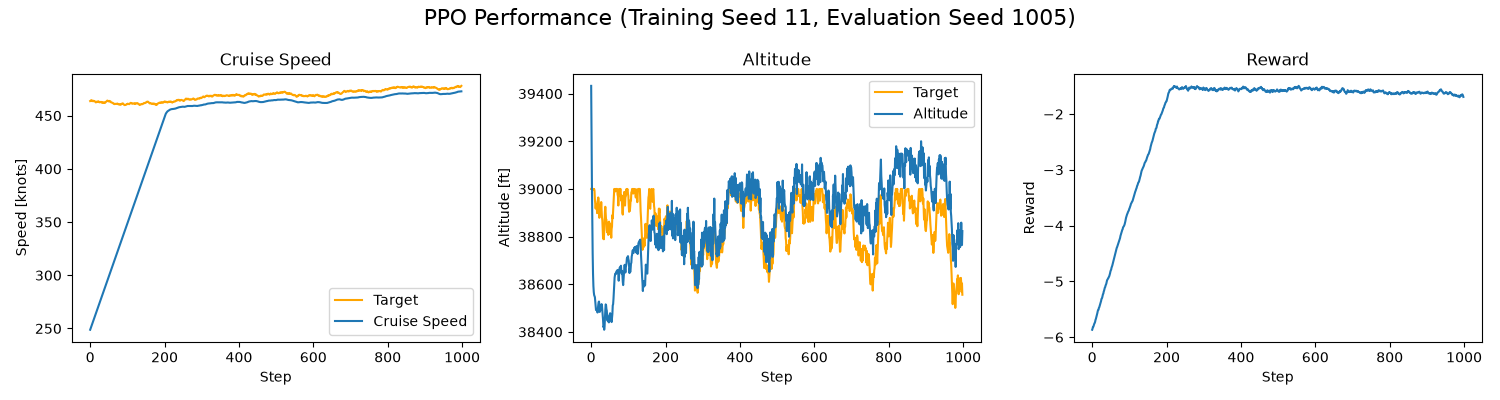 PPO Performance (Training Seed 11, Evaluation Seed 1005)
Cruise Speed
Speed [knots]
450
400
350
300
250
0 200 400 600 800 1000
Step
Target
Cruise Speed
Altitude
Altitude [ft]
39400
39200
39000
38800
38600
38400
0 200 400 600 800 1000
Step
Target
Altitude
Reward
Reward
−2
−3
−4
−5
−6
0 200 400 600 800 1000
Step